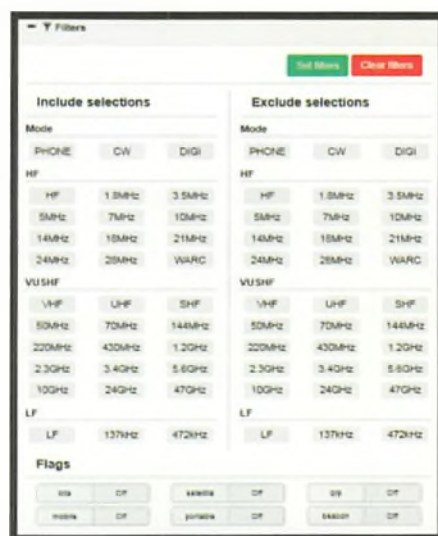 Filters
Set filters Clear filters
Include selections Exclude selections
Mode Mode
PHONE CW DIGI PHONE CW DIGI
HF HF
HF 1.8MHz 3.5MHz HF 1.8MHz 3.5MHz
5MHz 7MHz 10MHz 5MHz 7MHz 10MHz
14MHz 18MHz 21MHz 14MHz 18MHz 21MHz
24MHz 28MHz WARC 24MHz 28MHz WARC
VUSHF VUSHF
VHF UHF SHF VHF UHF SHF
50MHz 70MHz 144MHz 50MHz 70MHz 144MHz
220MHz 430MHz 1.2GHz 220MHz 430MHz 1.2GHz
2.3GHz 3.4GHz 5.6GHz 2.3GHz 3.4GHz 5.6GHz
10GHz 24GHz 47GHz 10GHz 24GHz 47GHz
LF LF
LF 137kHz 472kHz LF 137kHz 472kHz
Flags
iota Off satellite Off qrp Off
mobile Off portable Off beacon Off